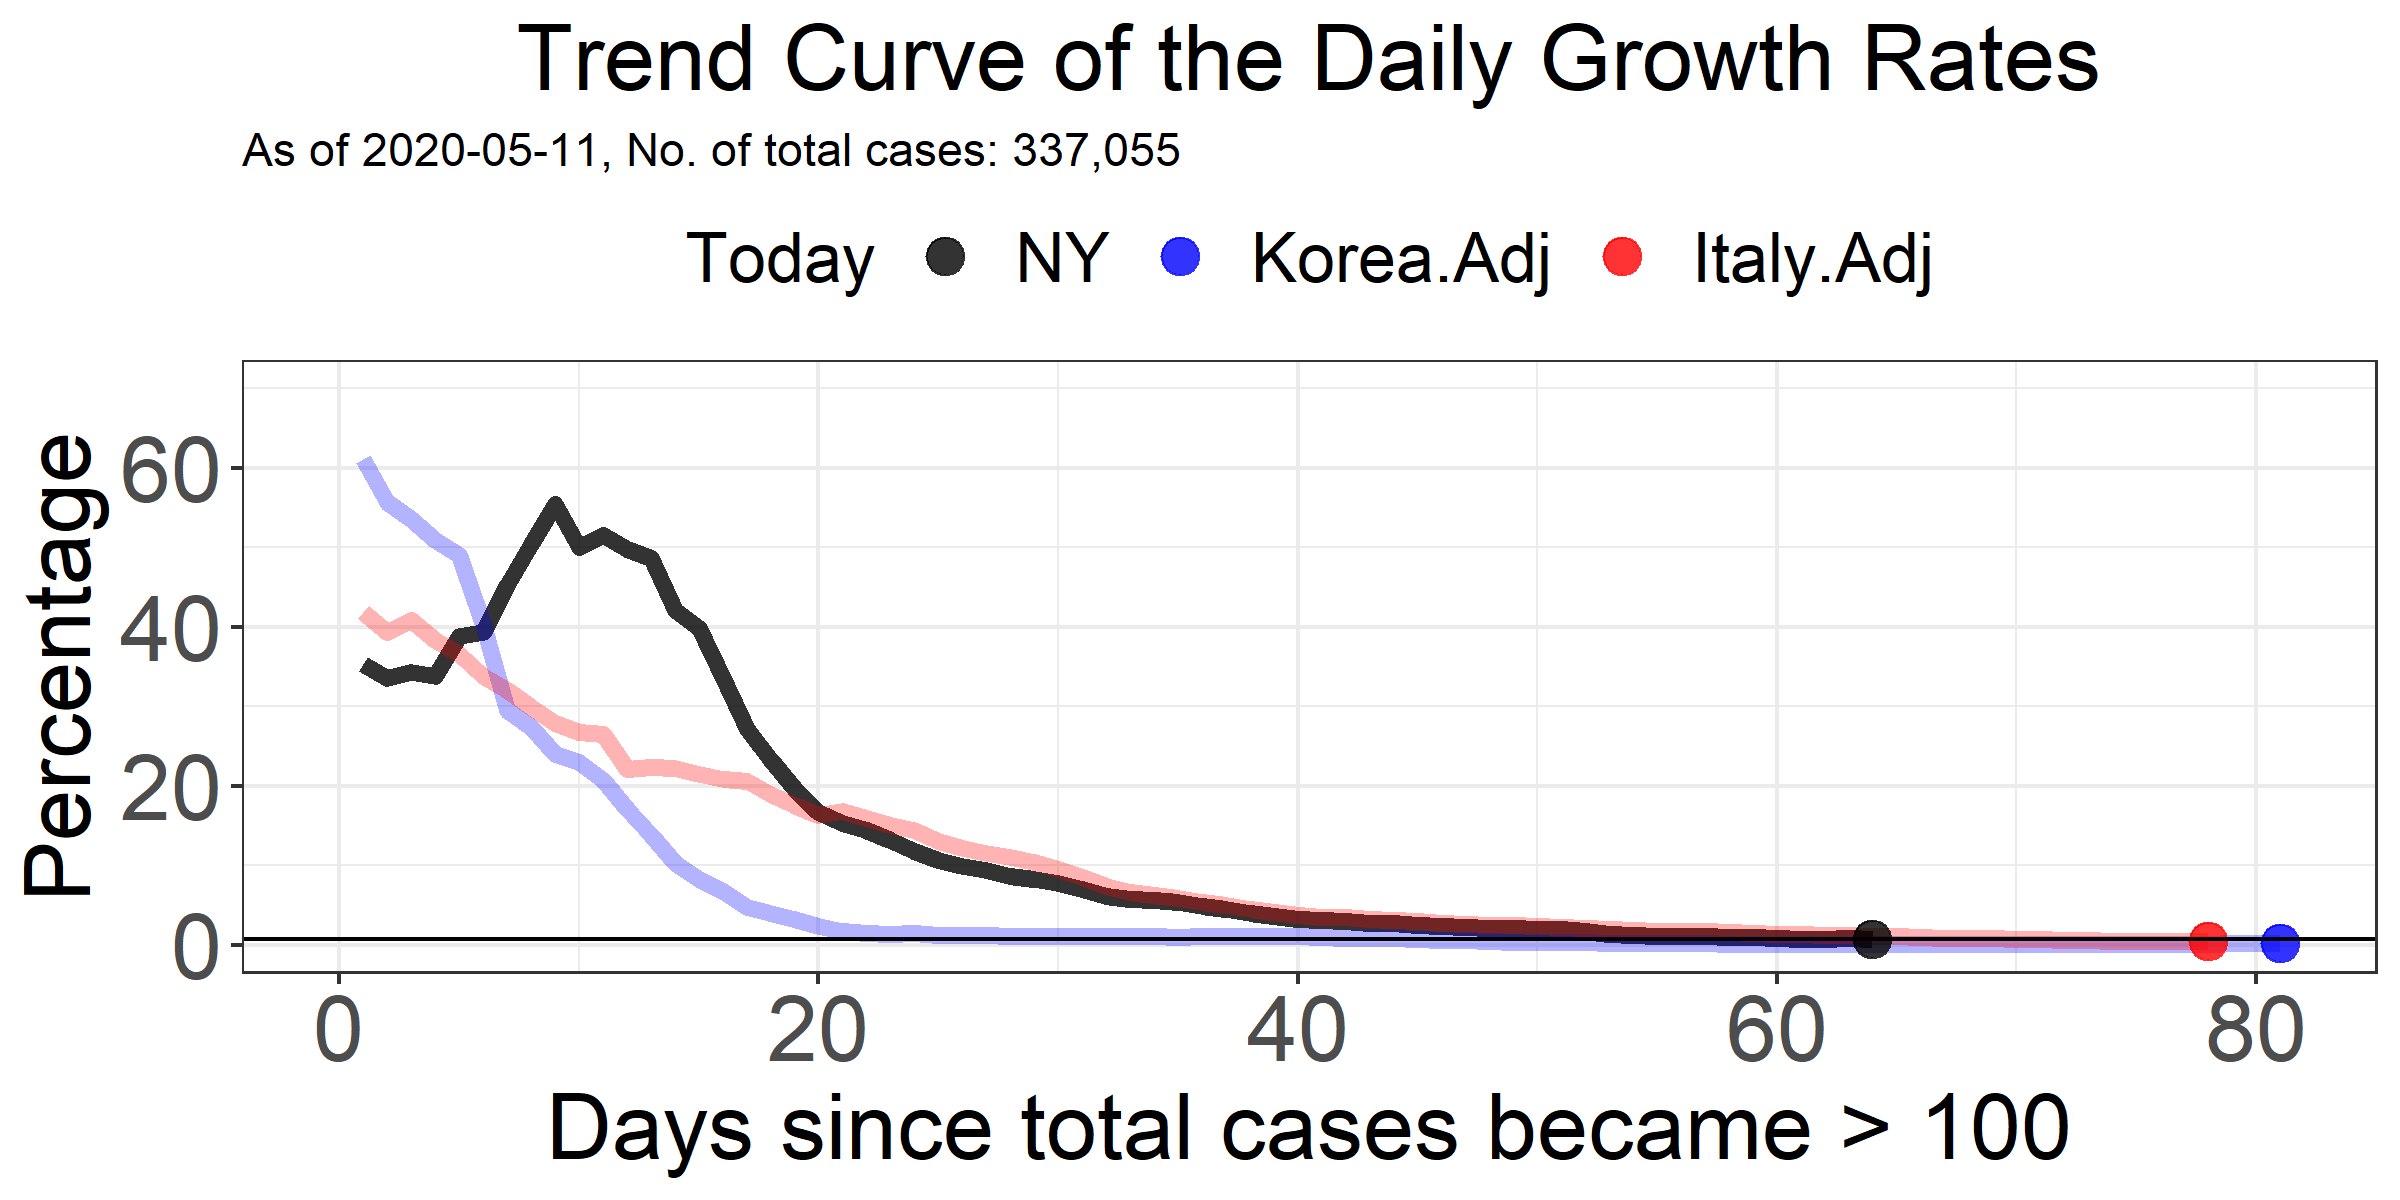 Trend Curve of the Daily Growth Rates
As of 2020-05-11, No. of total cases: 337,055
Today NY Korea.Adj Italy.Adj
Percentage
60
40
20
0
0 20 40 60 80
Days since total cases became > 100